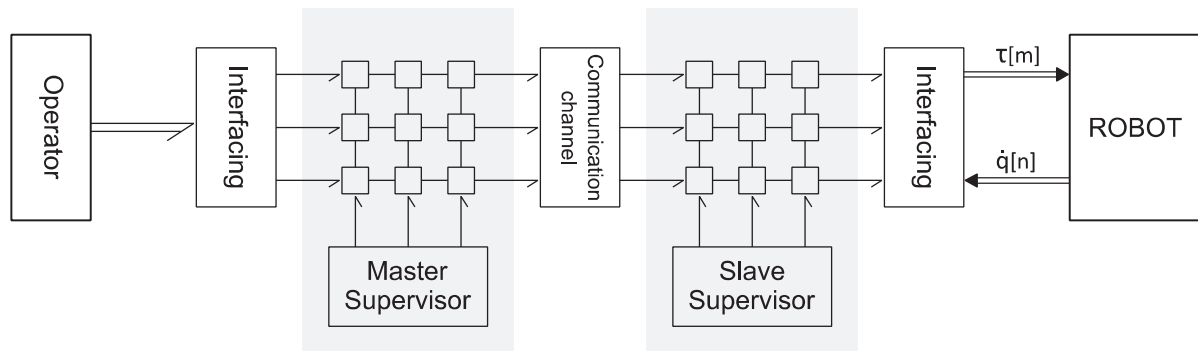 Operator
Interfacing
Master
Supervisor
Communication
channel
Slave
Supervisor
Interfacing
τ[m]
q̇[n]
ROBOT